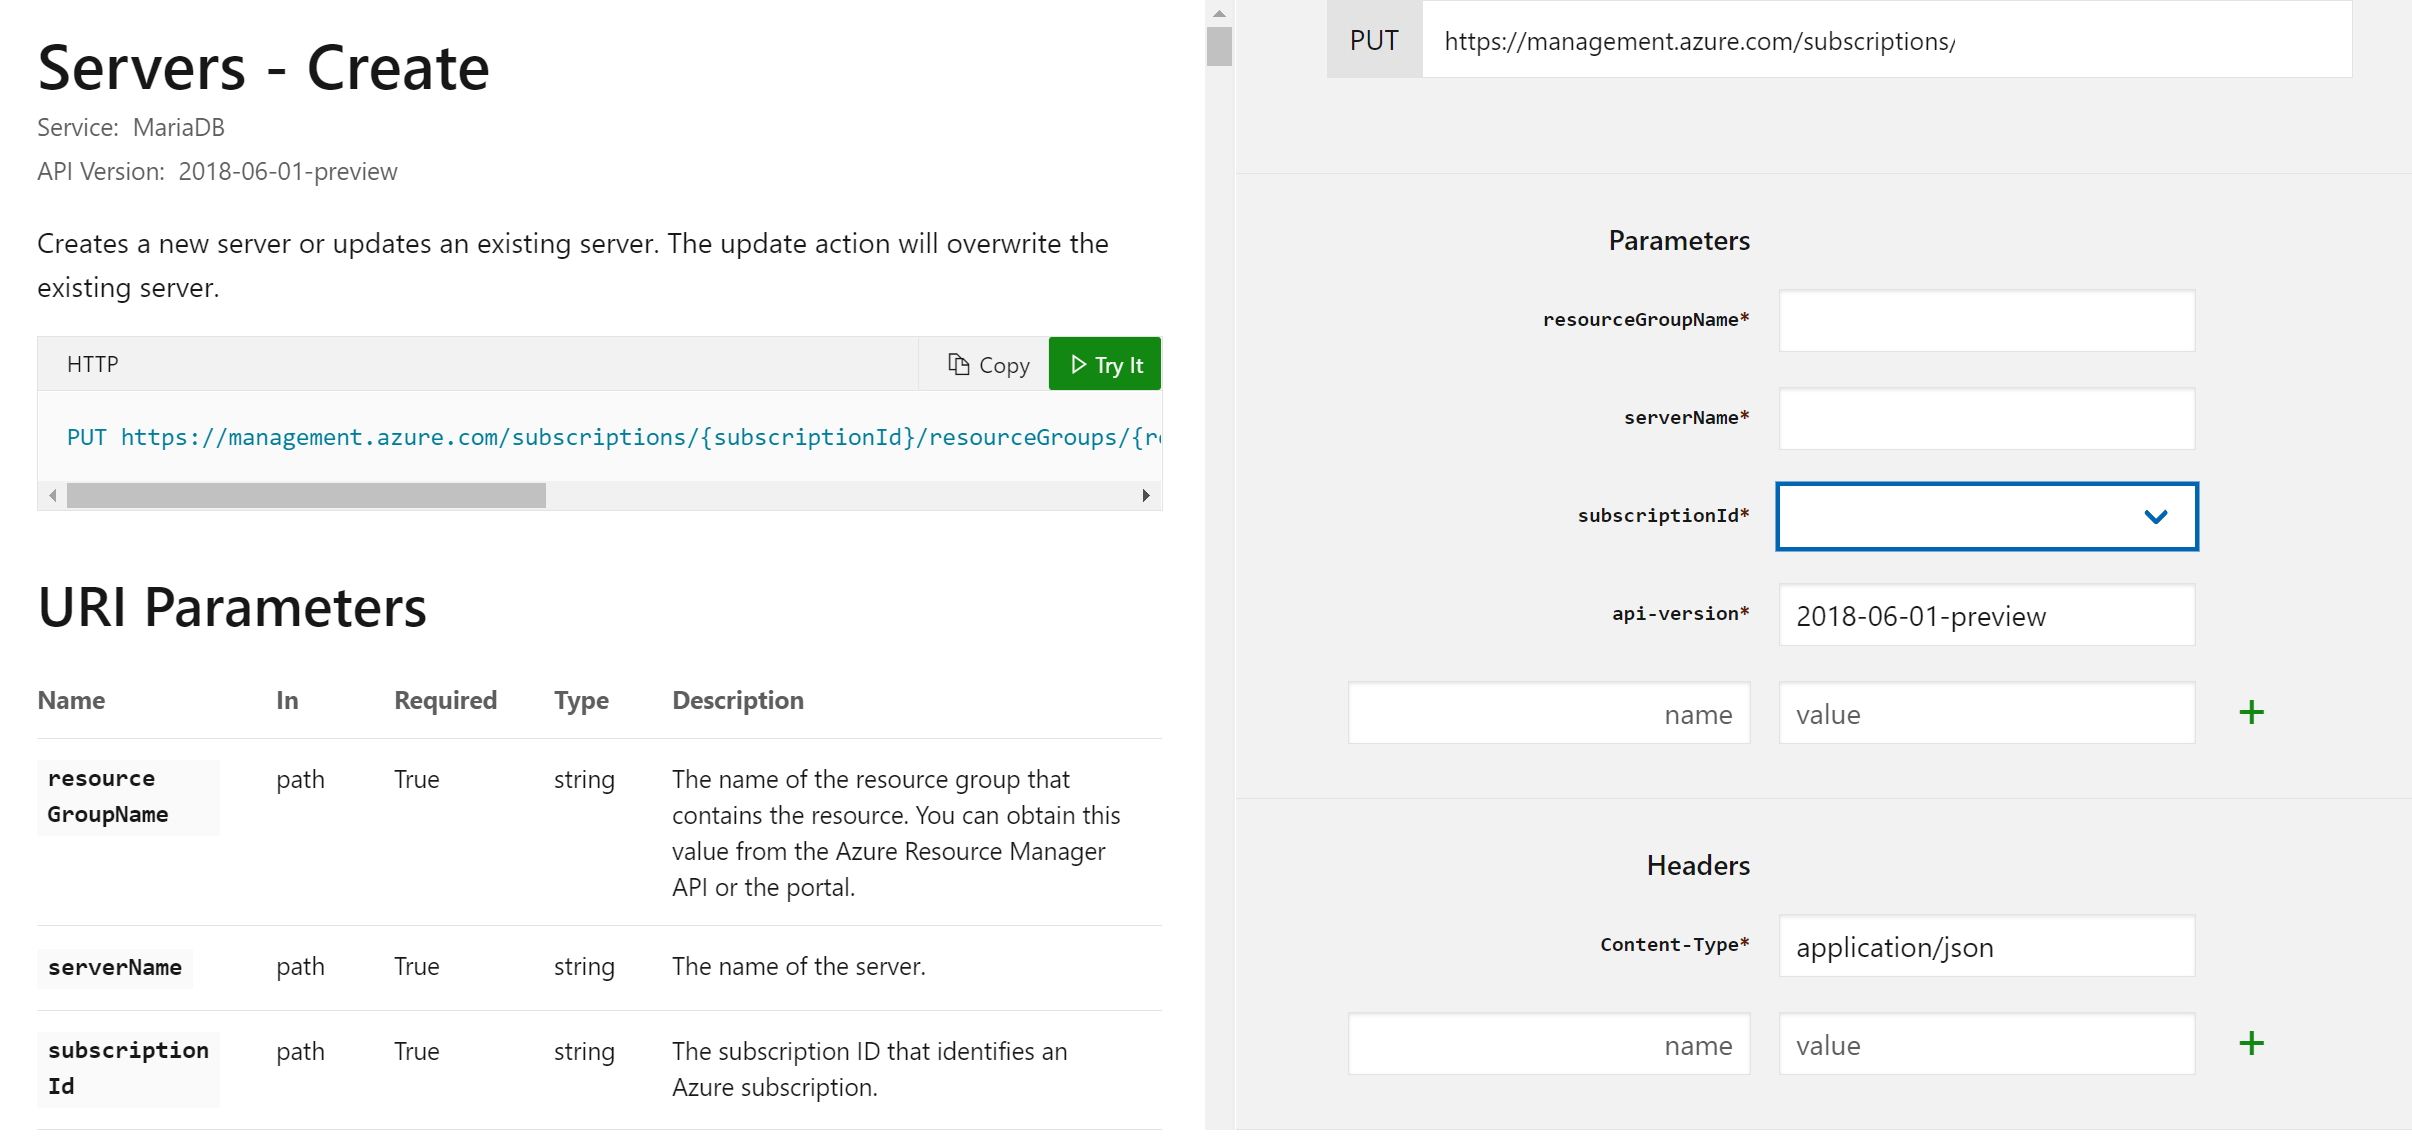 Servers - Create
Service: MariaDB
API Version: 2018-06-01-preview
Creates a new server or updates an existing server. The update action will overwrite the
existing server.
HTTP
Copy
Try It
PUT https://management.azure.com/subscriptions/{subscriptionId}/resourceGroups/{re
URI Parameters
Name In Required Type Description
resource
GroupName
path True string
The name of the resource group that
contains the resource. You can obtain this
value from the Azure Resource Manager
API or the portal.
serverName path True string The name of the server.
subscription
Id
path True string
The subscription ID that identifies an
Azure subscription.
PUT https://management.azure.com/subscriptions/
Parameters
resourceGroupName*
serverName*
subscriptionId*
api-version* 2018-06-01-preview
name value +
Headers
Content-Type* application/json
name value +